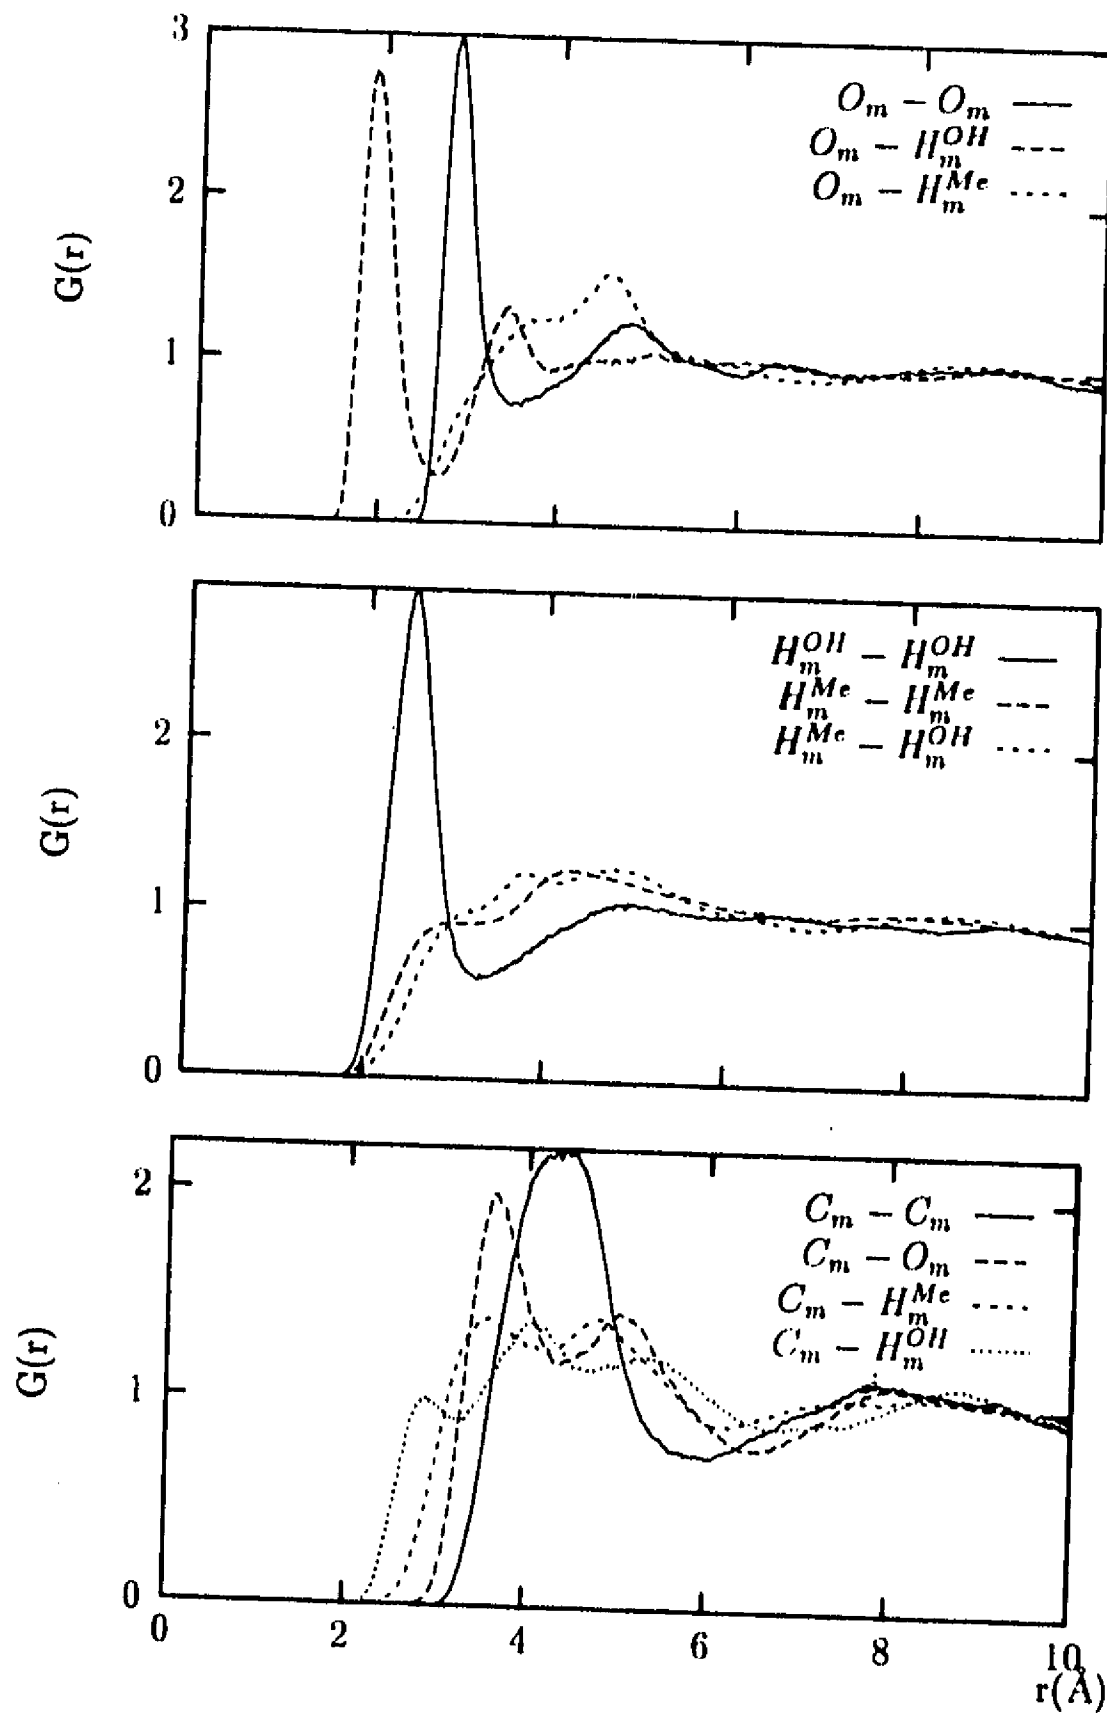 3
2
1
0
G(r)
O_m – O_m
O_m – H_m^{OH}
O_m – H_m^{Me}
2
1
0
G(r)
H_m^{OH} – H_m^{OH}
H_m^{Me} – H_m^{Me}
H_m^{Me} – H_m^{OH}
2
1
0
G(r)
C_m – C_m
C_m – O_m
C_m – H_m^{Me}
C_m – H_m^{OH}
0 2 4 6 8 10
r(Å)